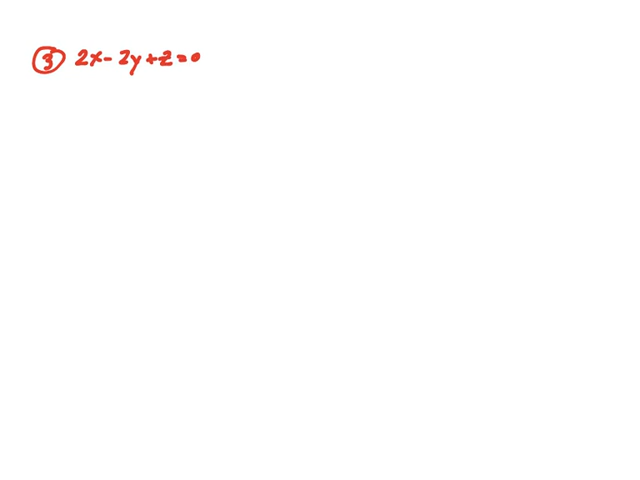 ③ 2x - 2y + z = 0